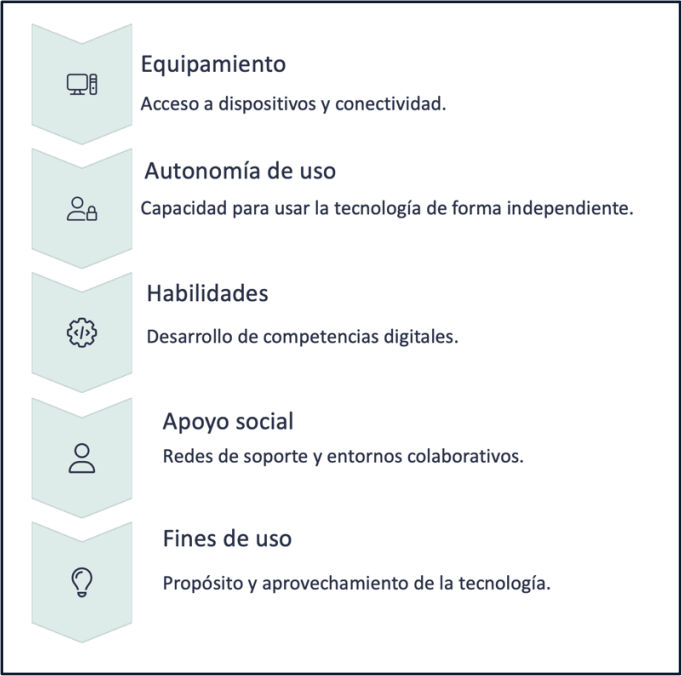 Equipamiento
Acceso a dispositivos y conectividad.
Autonomía de uso
Capacidad para usar la tecnología de forma independiente.
Habilidades
Desarrollo de competencias digitales.
Apoyo social
Redes de soporte y entornos colaborativos.
Fines de uso
Propósito y aprovechamiento de la tecnología.